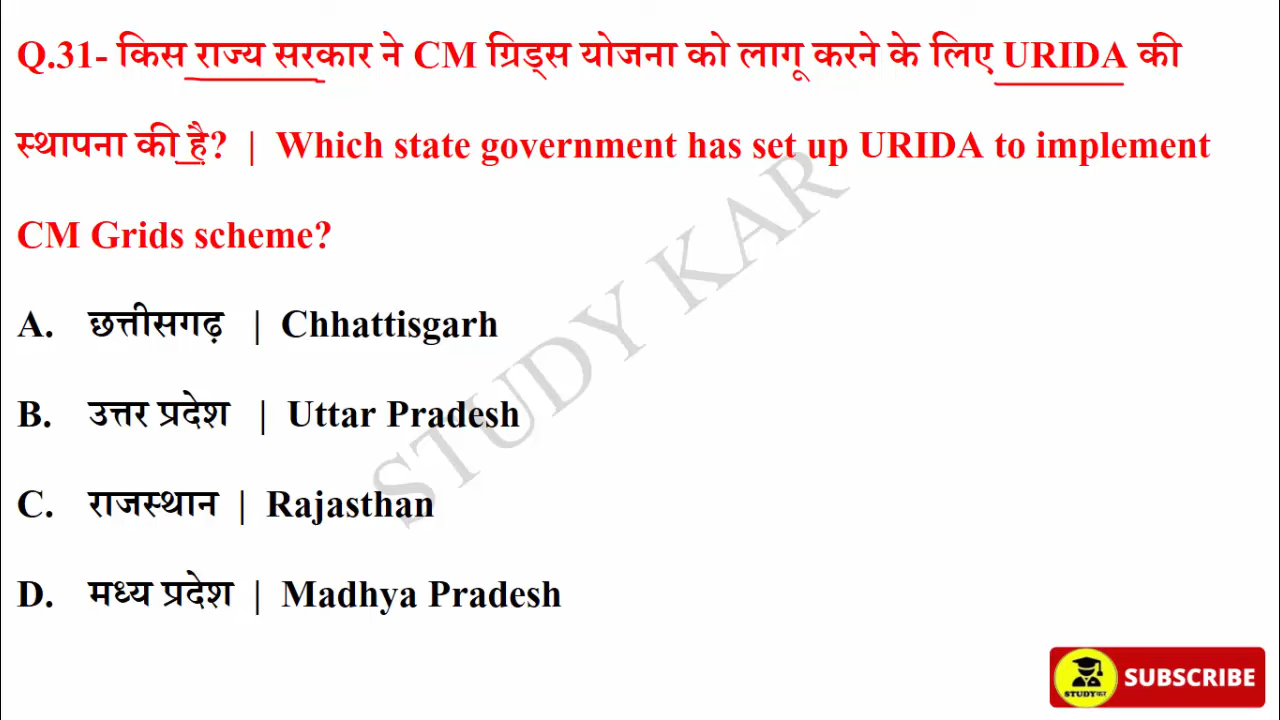 Q.31- किस राज्य सरकार ने CM ग्रिड्स योजना को लागू करने के लिए URIDA की
स्थापना की है? | Which state government has set up URIDA to implement
CM Grids scheme?
A. छत्तीसगढ़ | Chhattisgarh
B. उत्तर प्रदेश | Uttar Pradesh
C. राजस्थान | Rajasthan
D. मध्य प्रदेश | Madhya Pradesh
STUDY KAR
STUDYकर
SUBSCRIBE